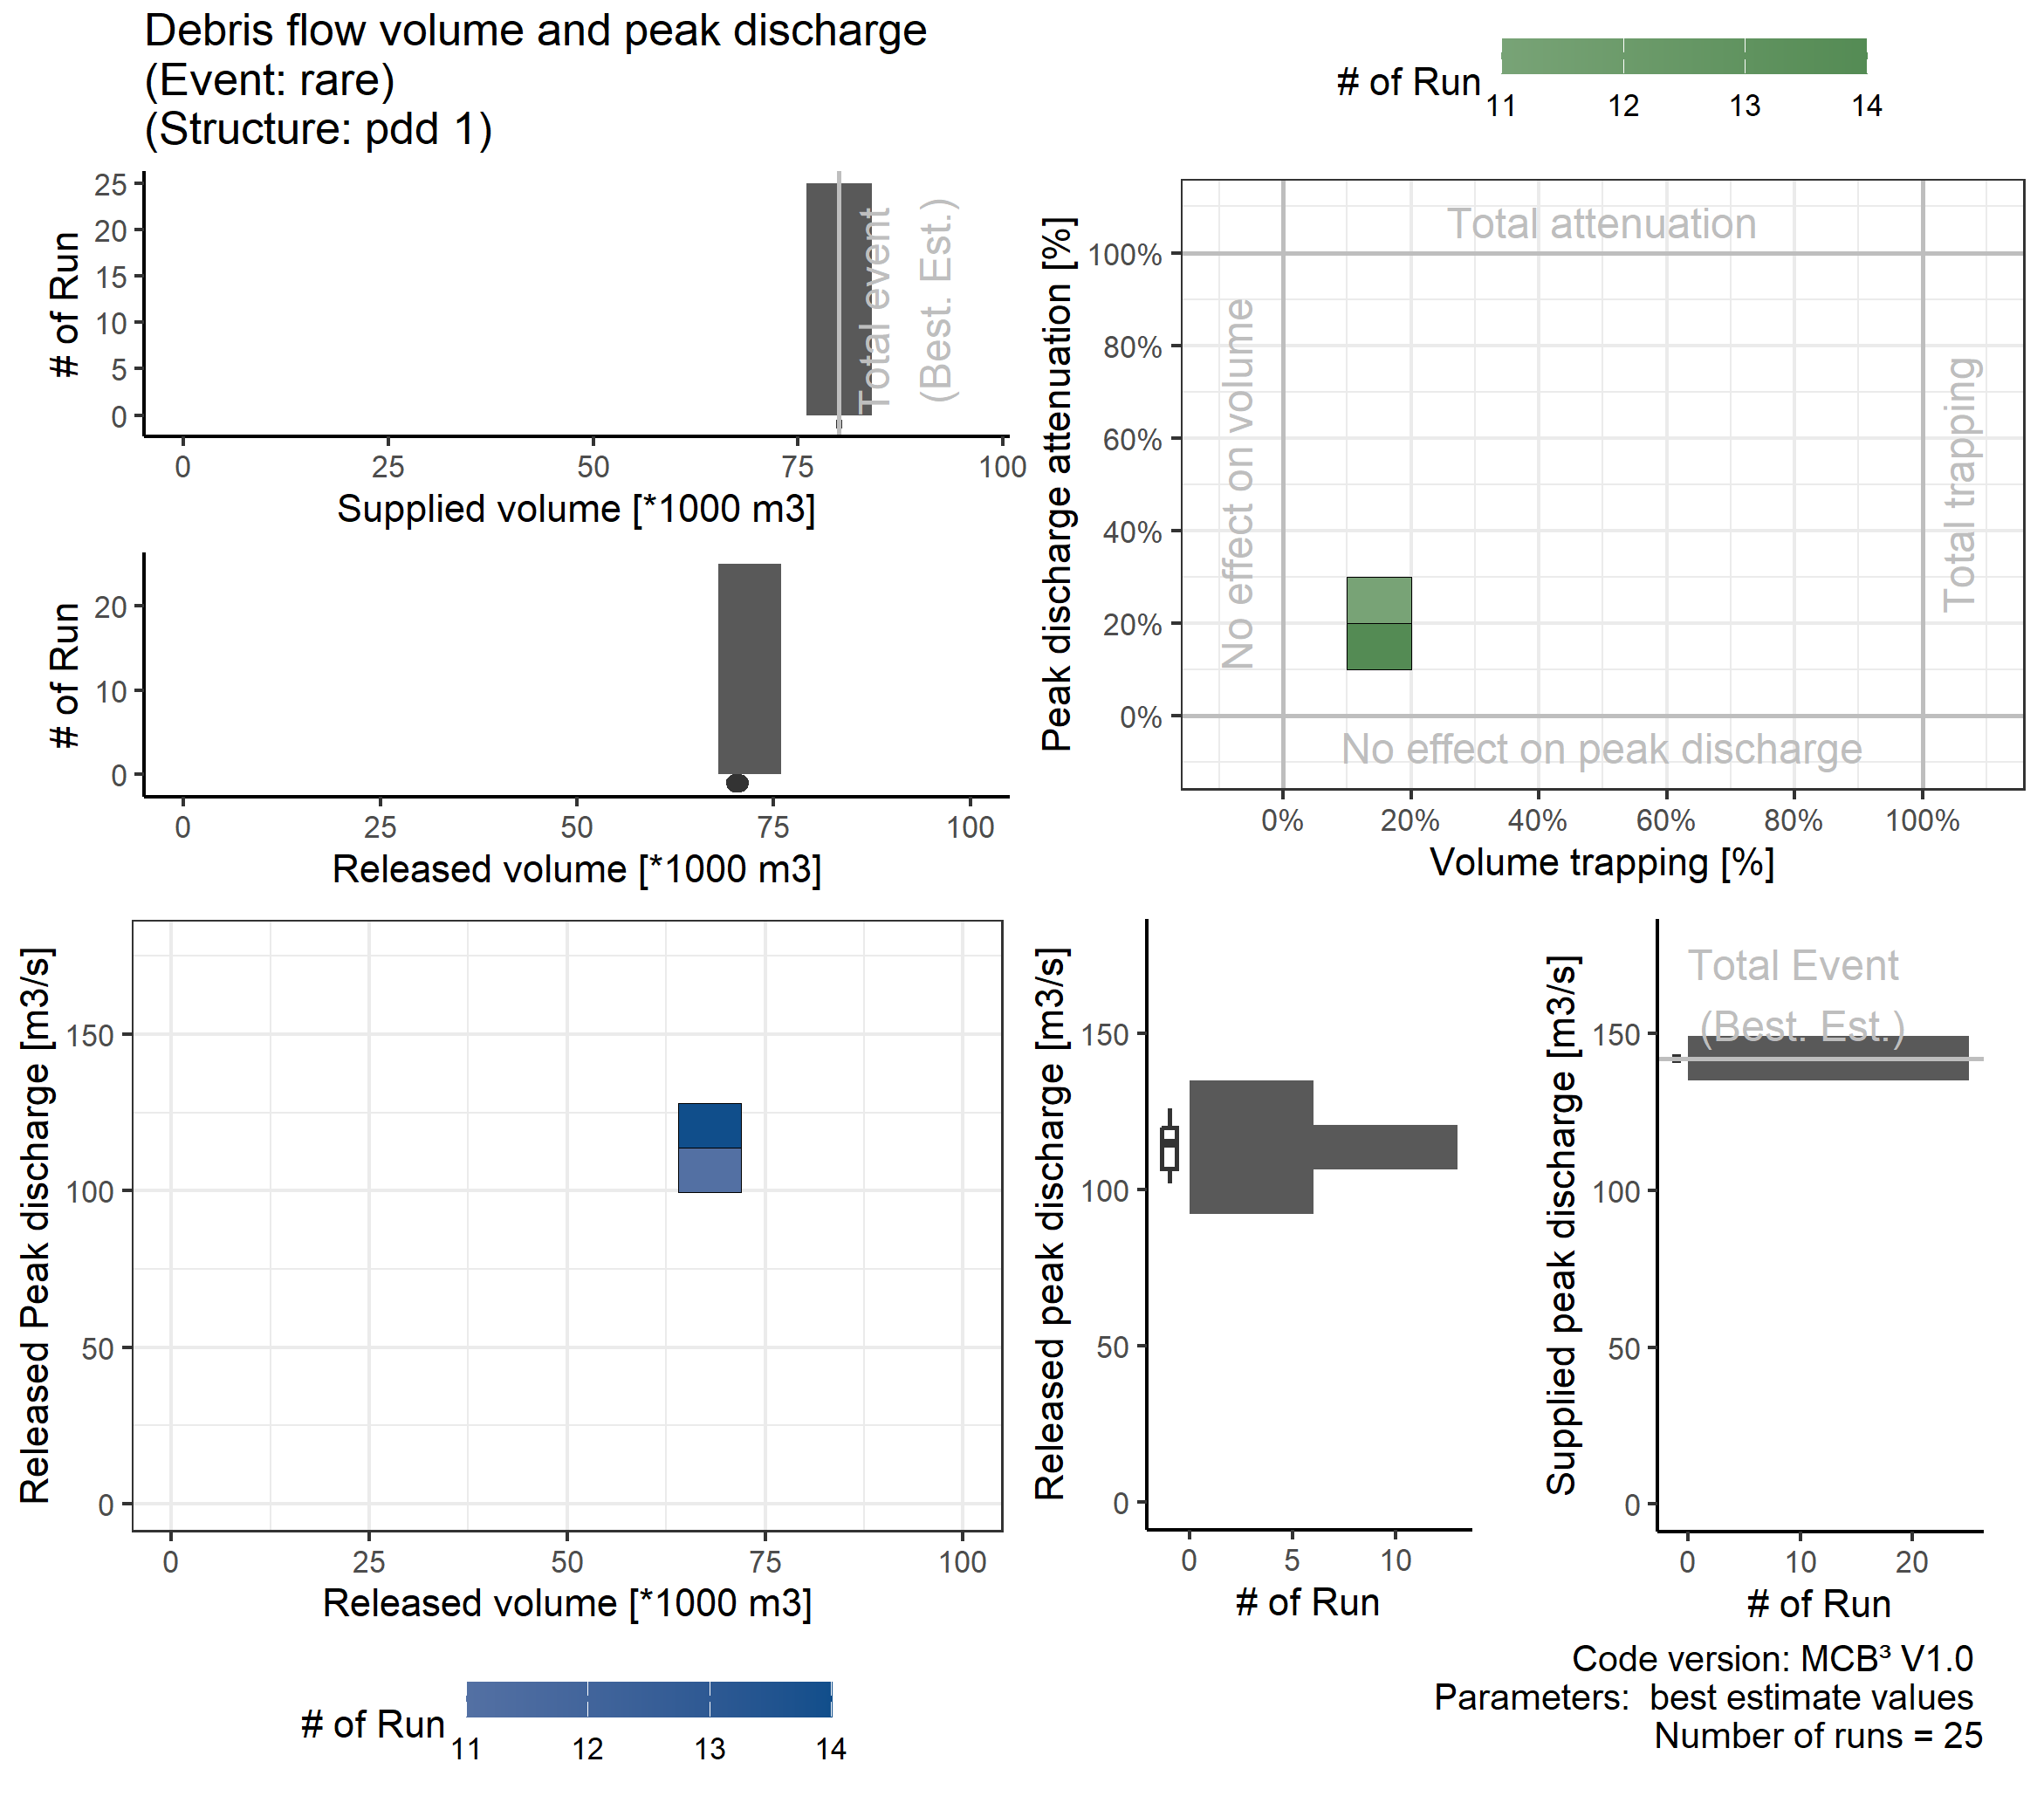 Debris flow volume and peak discharge
(Event: rare)
(Structure: pdd 1)
# of Run
11 12 13 14
# of Run
25
20
15
10
5
0
Total event
(Best. Est.)
0 25 50 75 100
Supplied volume [*1000 m3]
# of Run
20
10
0
0 25 50 75 100
Released volume [*1000 m3]
Peak discharge attenuation [%]
100%
80%
60%
40%
20%
0%
Total attenuation
No effect on volume
Total trapping
No effect on peak discharge
0% 20% 40% 60% 80% 100%
Volume trapping [%]
Released Peak discharge [m3/s]
150
100
50
0
0 25 50 75 100
Released volume [*1000 m3]
# of Run
11 12 13 14
Released peak discharge [m3/s]
150
100
50
0
0 5 10
# of Run
Supplied peak discharge [m3/s]
150
100
50
0
Total Event
(Best. Est.)
0 10 20
# of Run
Code version: MCB³ V1.0
Parameters:  best estimate values
Number of runs = 25